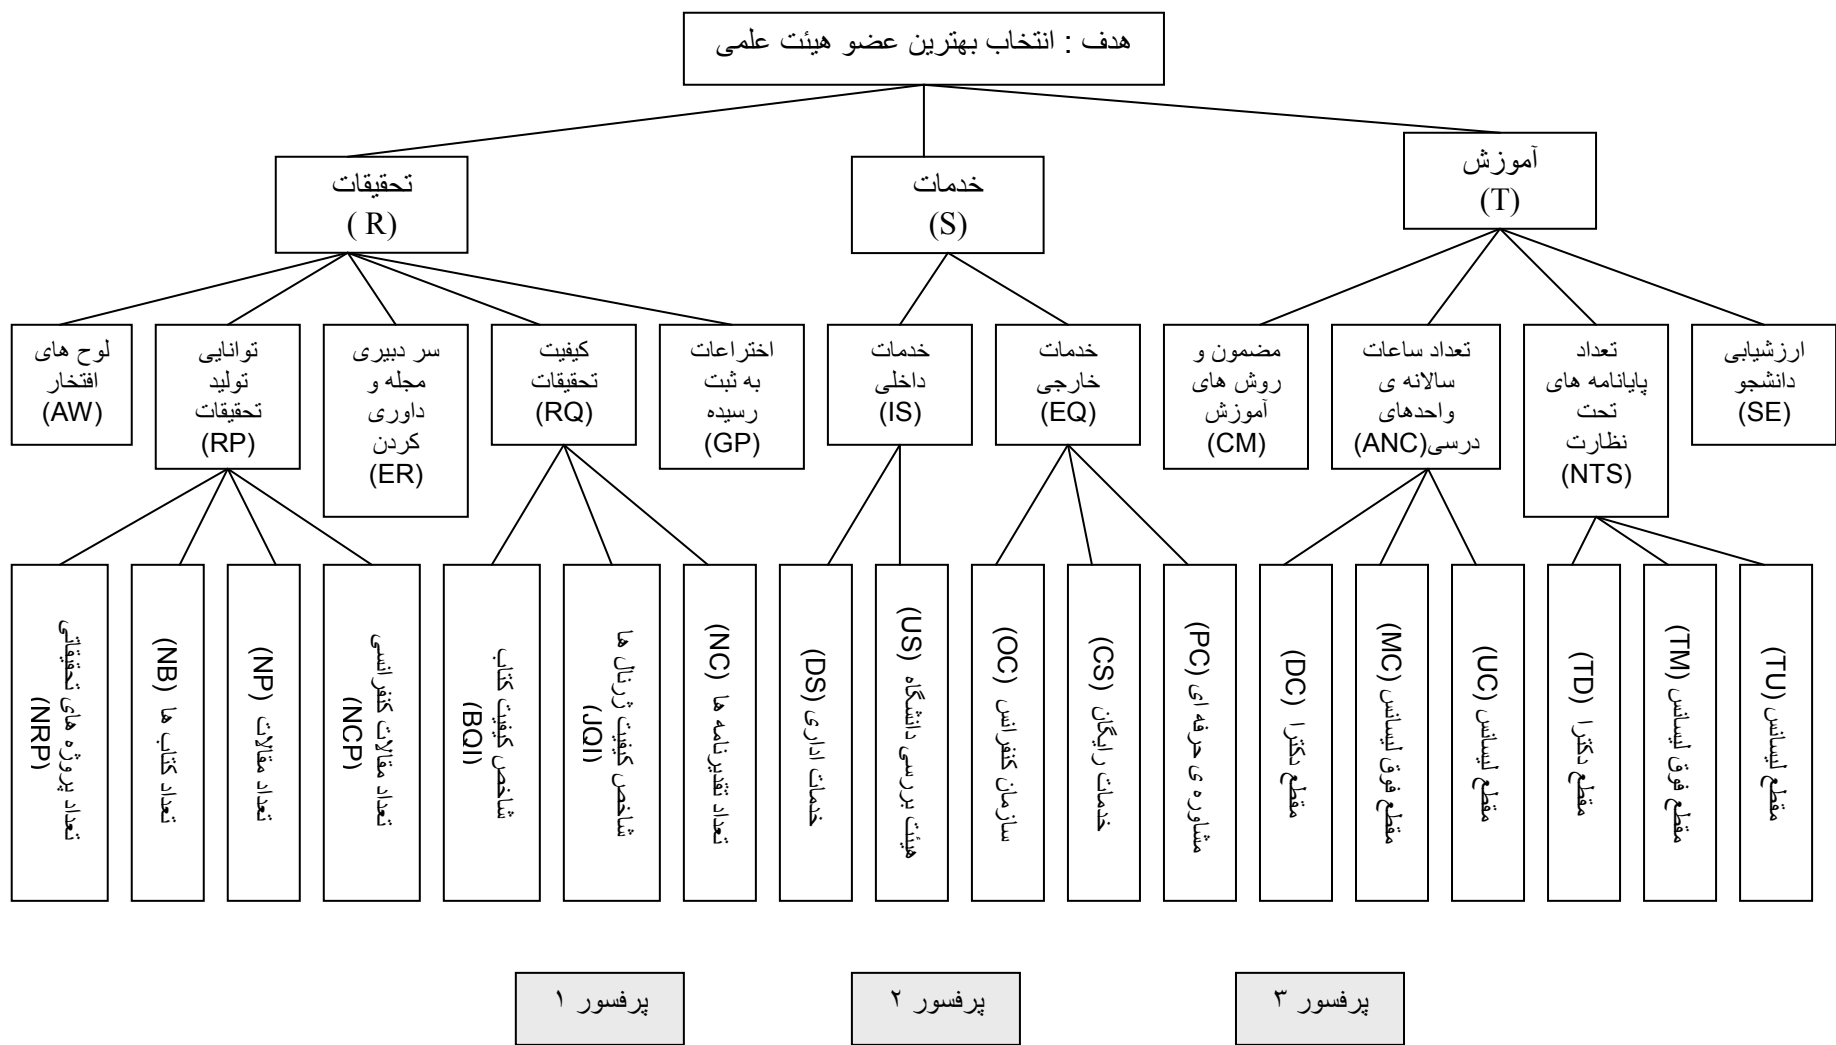 هدف : انتخاب بهترین عضو هیئت علمی
آموزش
(T)
خدمات
(S)
تحقیقات
( R)
ارزشیابی
دانشجو
(SE)
تعداد
پایانامه های
تحت
نظارت
(NTS)
تعداد ساعات
سالانه ی
واحدهای
درسی(ANC)
مضمون و
روش های
آموزش
(CM)
خدمات
خارجی
(EQ)
خدمات
داخلی
(IS)
اختراعات
به ثبت
رسیده
(GP)
کیفیت
تحقیقات
(RQ)
سر دبیری
مجله و
داوری
کردن
(ER)
توانایی
تولید
تحقیقات
(RP)
لوح های
افتخار
(AW)
مقطع لیسانس (TU)
مقطع فوق لیسانس (TM)
مقطع دکترا (TD)
مقطع لیسانس (UC)
مقطع فوق لیسانس (MC)
مقطع دکترا (DC)
مشاوره ی حرفه ای (PC)
خدمات رایگان (CS)
سازمان کنفرانس (OC)
هیئت بررسی دانشگاه (US)
خدمات اداری (DS)
تعداد تقدیرنامه ها (NC)
شاخص کیفیت ژرنال ها
(JQI)
شاخص کیفیت کتاب
(BQI)
تعداد مقالات کنفرانسی
(NCP)
تعداد مقالات (NP)
تعداد کتاب ها (NB)
تعداد پروژه های تحقیقاتی
(NRP)
پرفسور ۳
پرفسور ۲
پرفسور ۱